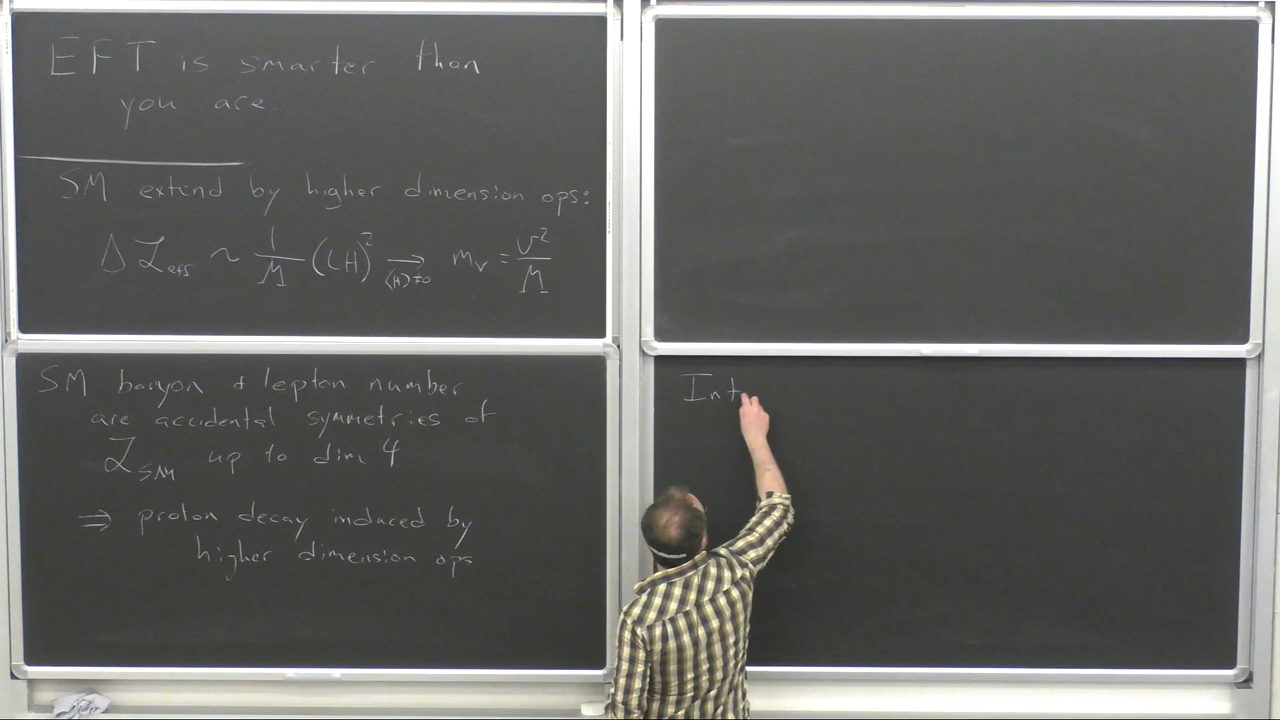 EFT is smarter than
you are.
SM extend by higher dimension ops:
Δℒ_eff ~ 1/M (LH)² →_{⟨H⟩≠0} m_ν = v²/M
SM baryon & lepton number
are accidental symmetries of
ℒ_SM up to dim 4
⇒ proton decay induced by
higher dimension ops
Int